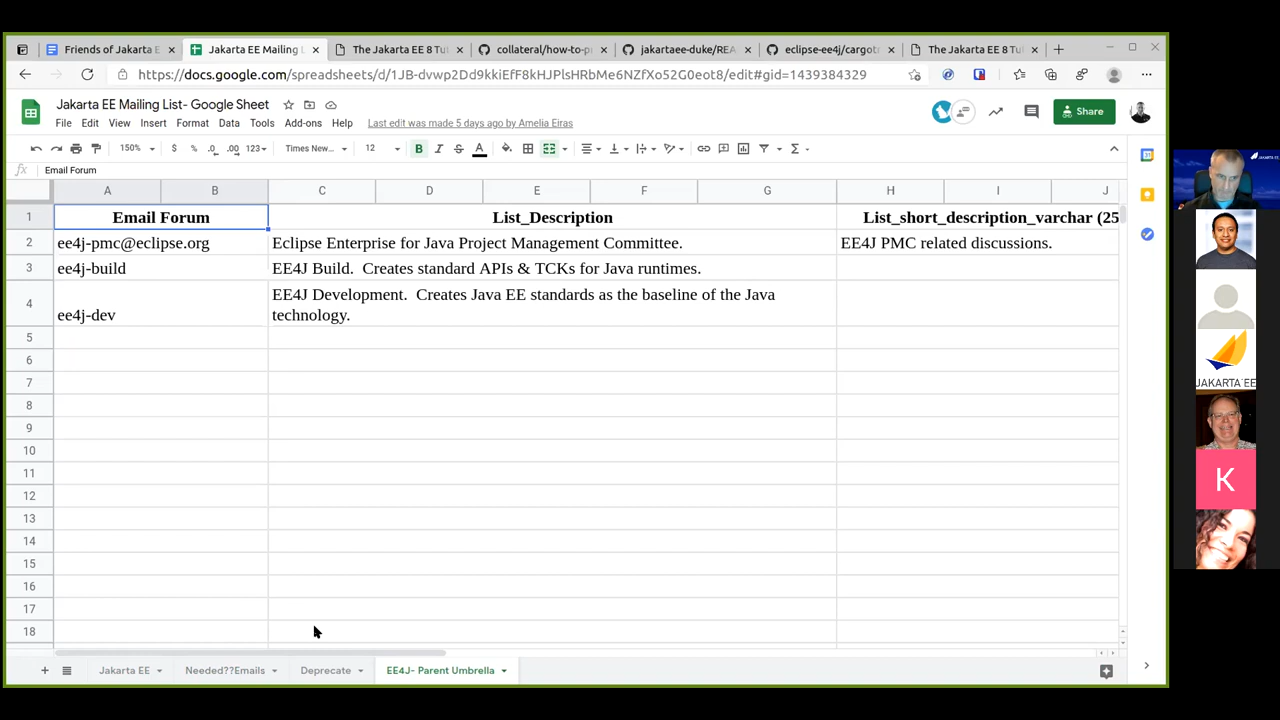 Friends of Jakarta E
Jakarta EE Mailing L
The Jakarta EE 8 Tut
collateral/how-to-p
jakartaee-duke/REA
eclipse-ee4j/cargot
The Jakarta EE 8 Tut
https://docs.google.com/spreadsheets/d/1JB-dvwp2Dd9kkiEfF8kHJPlsHRbMe6NZfXo52G0eot8/edit#gid=1439384329
Jakarta EE Mailing List- Google Sheet
File Edit View Insert Format Data Tools Add-ons Help Last edit was made 5 days ago by Amelia Eiras
Share
150% $ % .0 .00 123 Times New... 12 B I S A
fx Email Forum
A B C D E F G H I J
1 Email Forum List_Description List_short_description_varchar (25
2 ee4j-pmc@eclipse.org Eclipse Enterprise for Java Project Management Committee. EE4J PMC related discussions.
3 ee4j-build EE4J Build. Creates standard APIs & TCKs for Java runtimes.
4 ee4j-dev EE4J Development. Creates Java EE standards as the baseline of the Java
technology.
5
6
7
8
9
10
11
12
13
14
15
16
17
18
Jakarta EE Needed??Emails Deprecate EE4J- Parent Umbrella
JAKARTA EE
JAKARTA EE
K